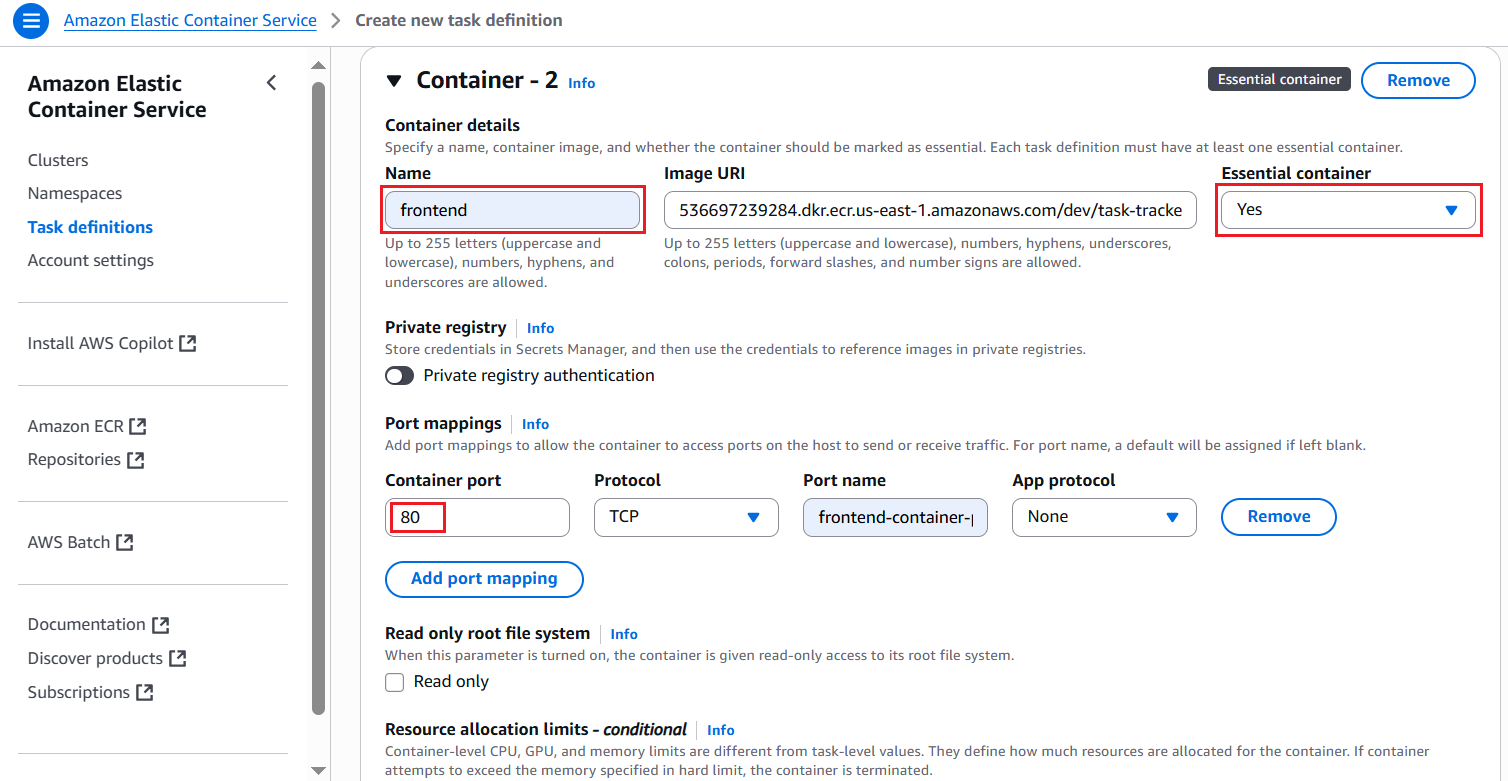 Amazon Elastic Container Service > Create new task definition
Amazon Elastic
Container Service
Clusters
Namespaces
Task definitions
Account settings
Install AWS Copilot
Amazon ECR
Repositories
AWS Batch
Documentation
Discover products
Subscriptions
Container - 2 Info
Essential container Remove
Container details
Specify a name, container image, and whether the container should be marked as essential. Each task definition must have at least one essential container.
Name Image URI Essential container
frontend 536697239284.dkr.ecr.us-east-1.amazonaws.com/dev/task-tracke Yes
Up to 255 letters (uppercase and
lowercase), numbers, hyphens, and
underscores are allowed.
Up to 255 letters (uppercase and lowercase), numbers, hyphens, underscores,
colons, periods, forward slashes, and number signs are allowed.
Private registry Info
Store credentials in Secrets Manager, and then use the credentials to reference images in private registries.
Private registry authentication
Port mappings Info
Add port mappings to allow the container to access ports on the host to send or receive traffic. For port name, a default will be assigned if left blank.
Container port Protocol Port name App protocol
80 TCP frontend-container- None Remove
Add port mapping
Read only root file system Info
When this parameter is turned on, the container is given read-only access to its root file system.
Read only
Resource allocation limits - conditional Info
Container-level CPU, GPU, and memory limits are different from task-level values. They define how much resources are allocated for the container. If container
attempts to exceed the memory specified in hard limit, the container is terminated.